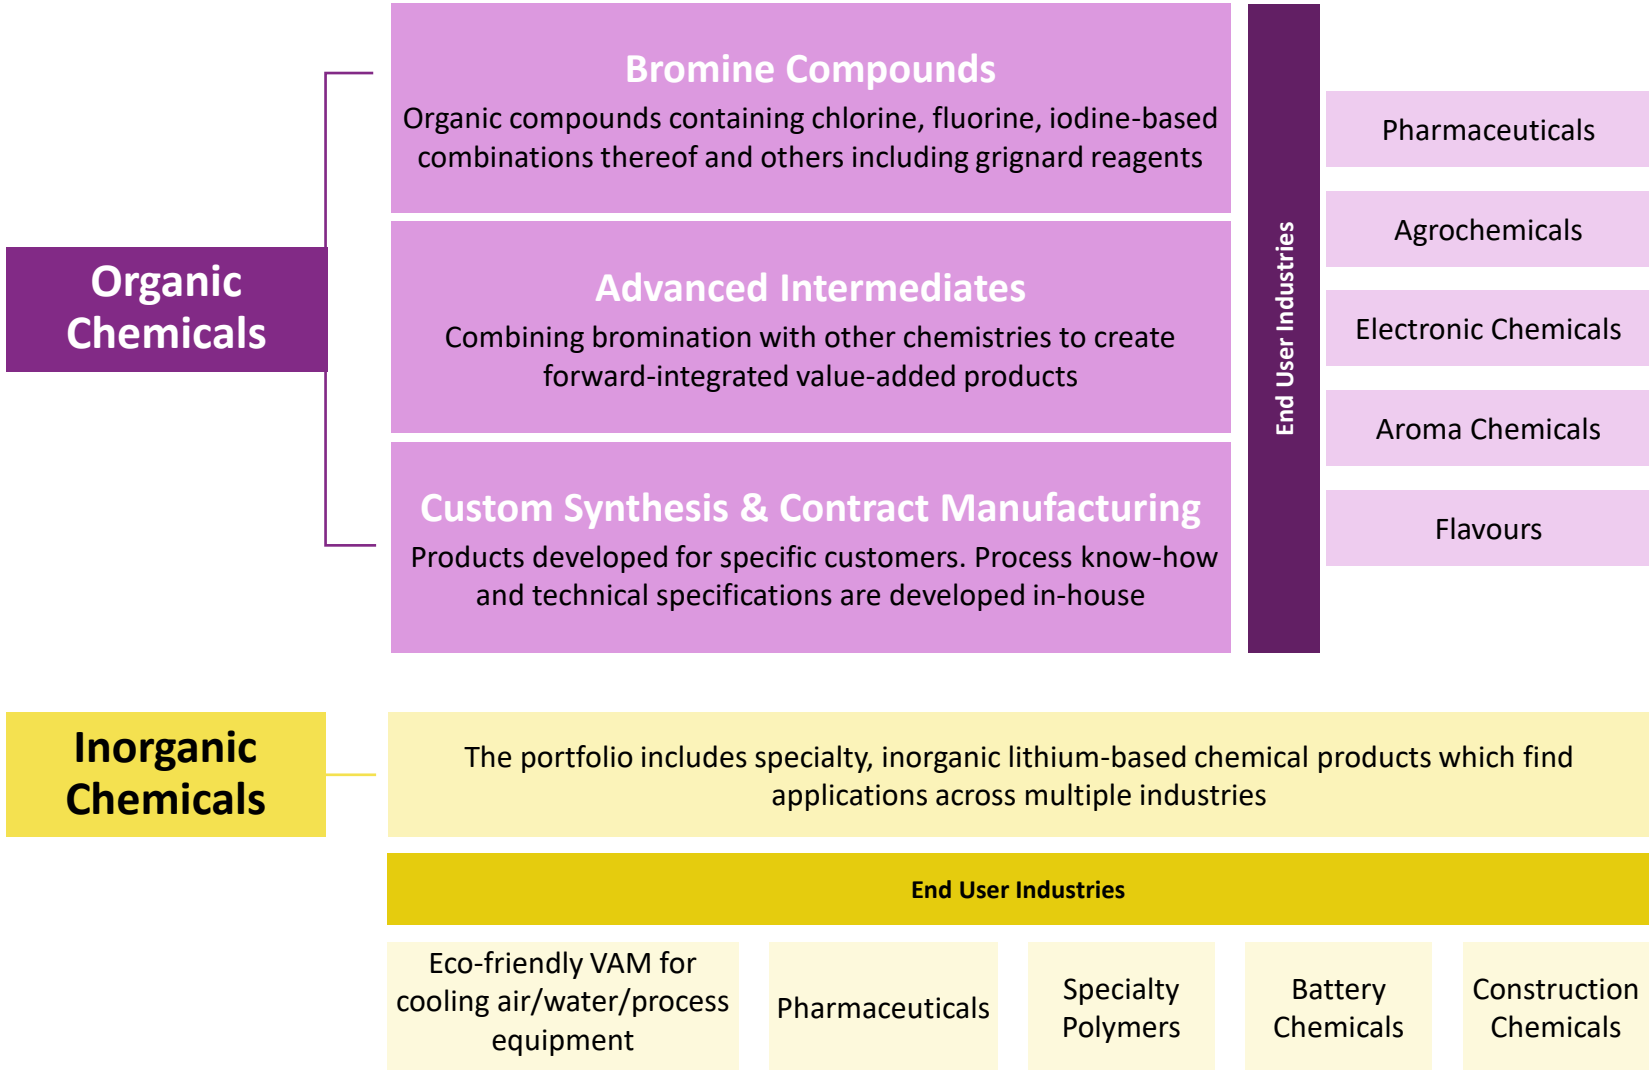 Organic
Chemicals
Bromine Compounds
Organic compounds containing chlorine, fluorine, iodine-based
combinations thereof and others including grignard reagents
Advanced Intermediates
Combining bromination with other chemistries to create
forward-integrated value-added products
Custom Synthesis & Contract Manufacturing
Products developed for specific customers. Process know-how
and technical specifications are developed in-house
End User Industries
Pharmaceuticals
Agrochemicals
Electronic Chemicals
Aroma Chemicals
Flavours
Inorganic
Chemicals
The portfolio includes specialty, inorganic lithium-based chemical products which find
applications across multiple industries
End User Industries
Eco-friendly VAM for
cooling air/water/process
equipment
Pharmaceuticals
Specialty
Polymers
Battery
Chemicals
Construction
Chemicals